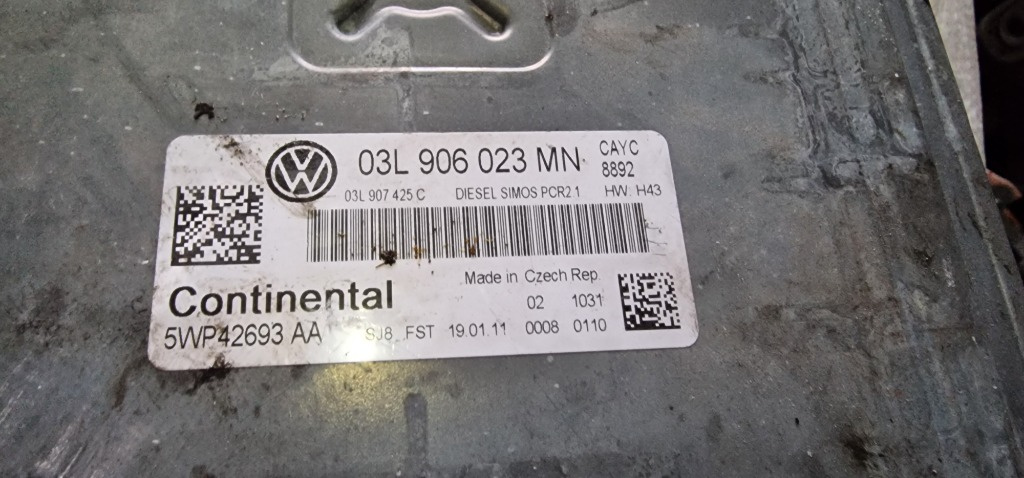 03L 906 023 MN CAYC
8892
03L 907 425 C DIESEL SIMOS PCR2.1 HW: H43
Made in Czech Rep.
Continental 02 1031
5WP42693 AA SJ8 FST 19.01.11 0008 0110